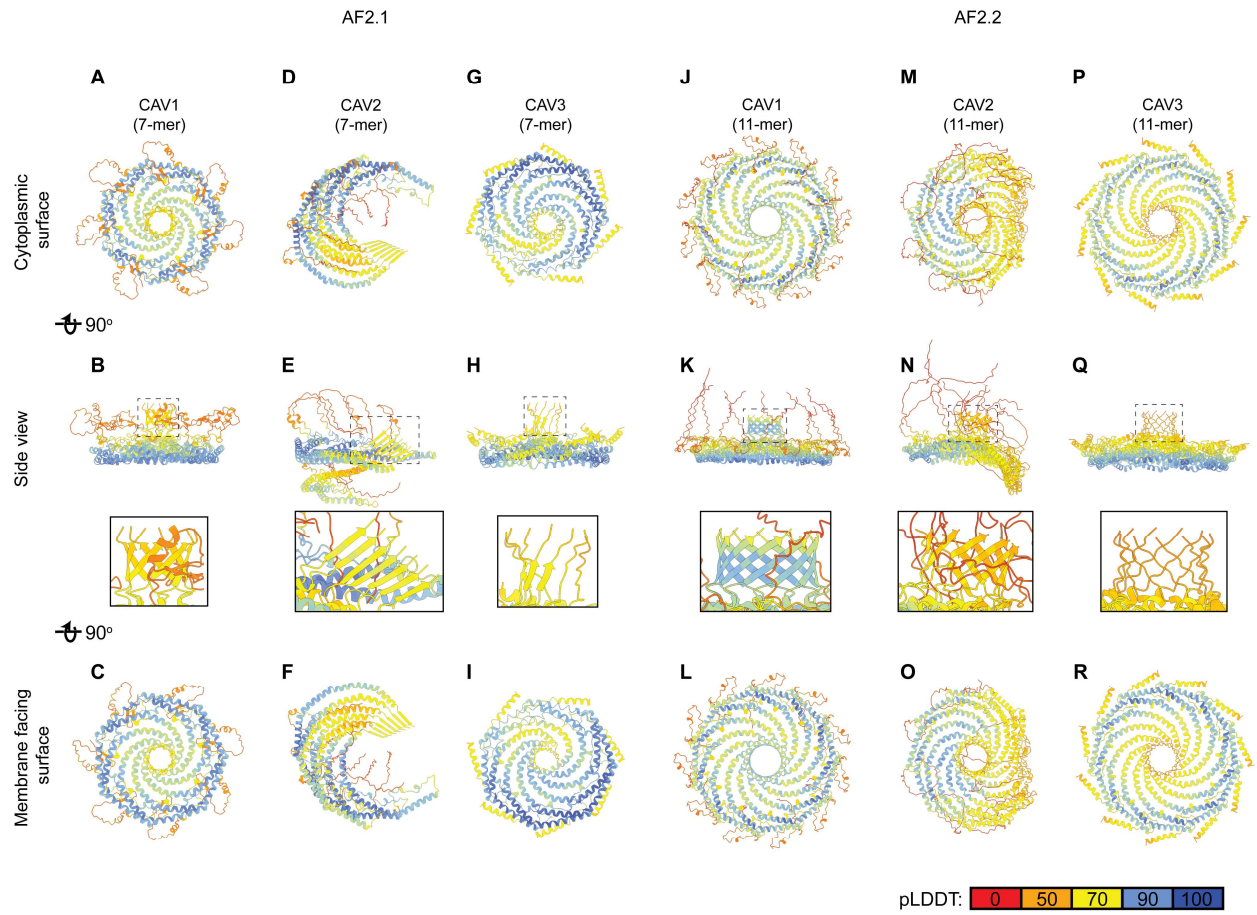 AF2.1
AF2.2
A
D
G
J
M
P
CAV1
(7-mer)
CAV2
(7-mer)
CAV3
(7-mer)
CAV1
(11-mer)
CAV2
(11-mer)
CAV3
(11-mer)
Cytoplasmic
surface
90°
B
E
H
K
N
Q
Side view
90°
C
F
I
L
O
R
Membrane facing
surface
pLDDT: 0 50 70 90 100